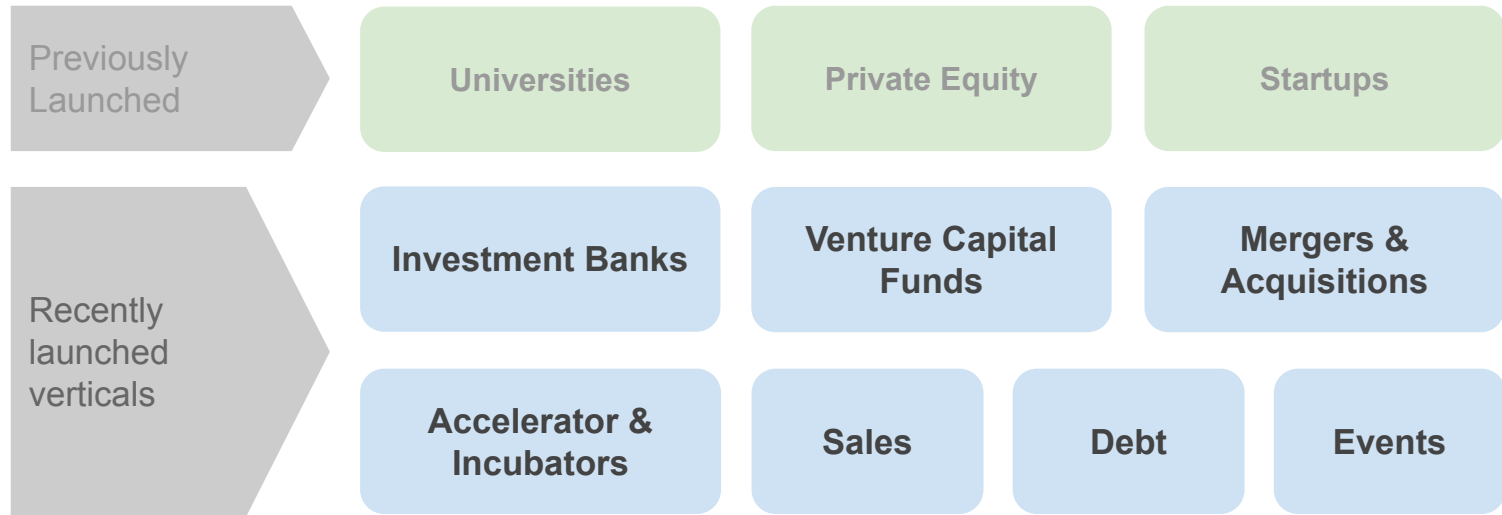 Previously
Launched
Universities
Private Equity
Startups
Recently
launched
verticals
Investment Banks
Venture Capital
Funds
Mergers &
Acquisitions
Accelerator &
Incubators
Sales
Debt
Events